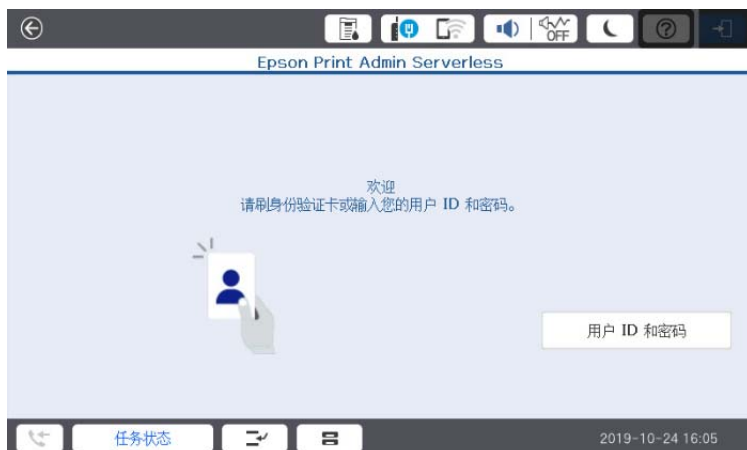 OFF
Epson Print Admin Serverless
欢迎
请刷身份验证卡或输入您的用户 ID 和密码。
用户 ID 和密码
任务状态
2019-10-24 16:05